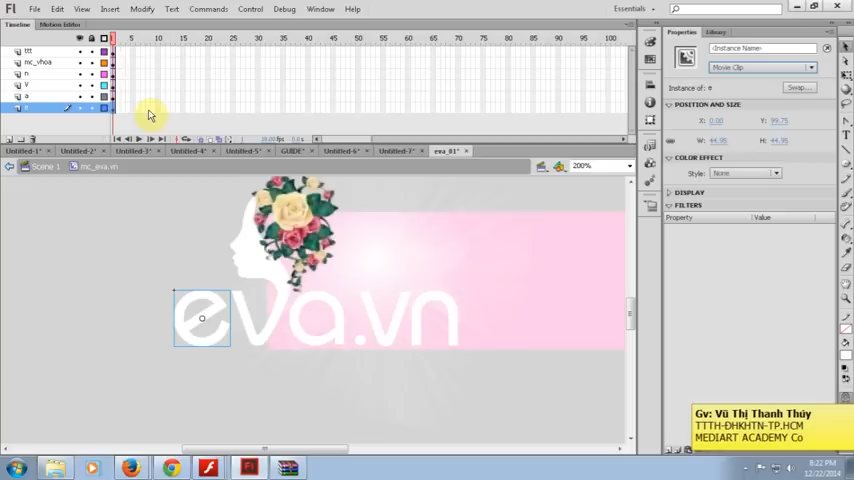 Fl File Edit View Insert Modify Text Commands Control Debug Window Help Essentials
Timeline Motion Editor
1 5 10 15 20 25 30 35 40 45 50 55 60 65 70 75 80 85 90 95 100
ttt
mc_vhoa
n
v
a
e
Untitled-1* × Untitled-2* × Untitled-3* × Untitled-4* × Untitled-5* × GUIDE* × Untitled-6* × Untitled-7* × eva_01* ×
Scene 1 mc_eva.vn 200%
eva.vn
Properties Library
<Instance Name>
Movie Clip
Instance of: e Swap...
POSITION AND SIZE
X: 0.00 Y: 99.75
W: 44.95 H: 44.95
COLOR EFFECT
Style: None
DISPLAY
FILTERS
Property Value
Gv: Vũ Thị Thanh Thúy
TTTH-ĐHKHTN-TP.HCM
MEDIART ACADEMY Co
8:22 PM
12/22/2014